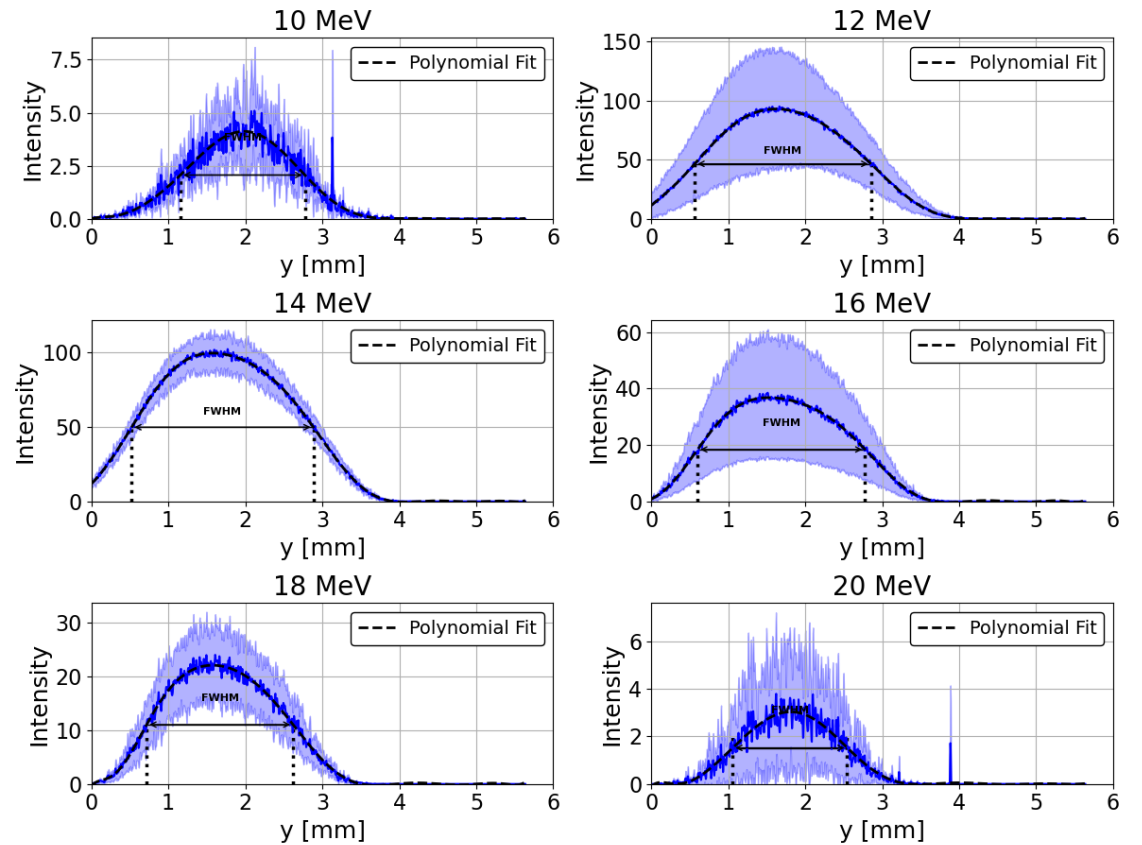 10 MeV
Polynomial Fit
Intensity
7.5
5.0
2.5
0.0
FWHM
0 1 2 3 4 5 6
y [mm]
12 MeV
Polynomial Fit
Intensity
150
100
50
0
FWHM
0 1 2 3 4 5 6
y [mm]
14 MeV
Polynomial Fit
Intensity
100
50
0
FWHM
0 1 2 3 4 5 6
y [mm]
16 MeV
Polynomial Fit
Intensity
60
40
20
0
FWHM
0 1 2 3 4 5 6
y [mm]
18 MeV
Polynomial Fit
Intensity
30
20
10
0
FWHM
0 1 2 3 4 5 6
y [mm]
20 MeV
Polynomial Fit
Intensity
6
4
2
0
0 1 2 3 4 5 6
y [mm]